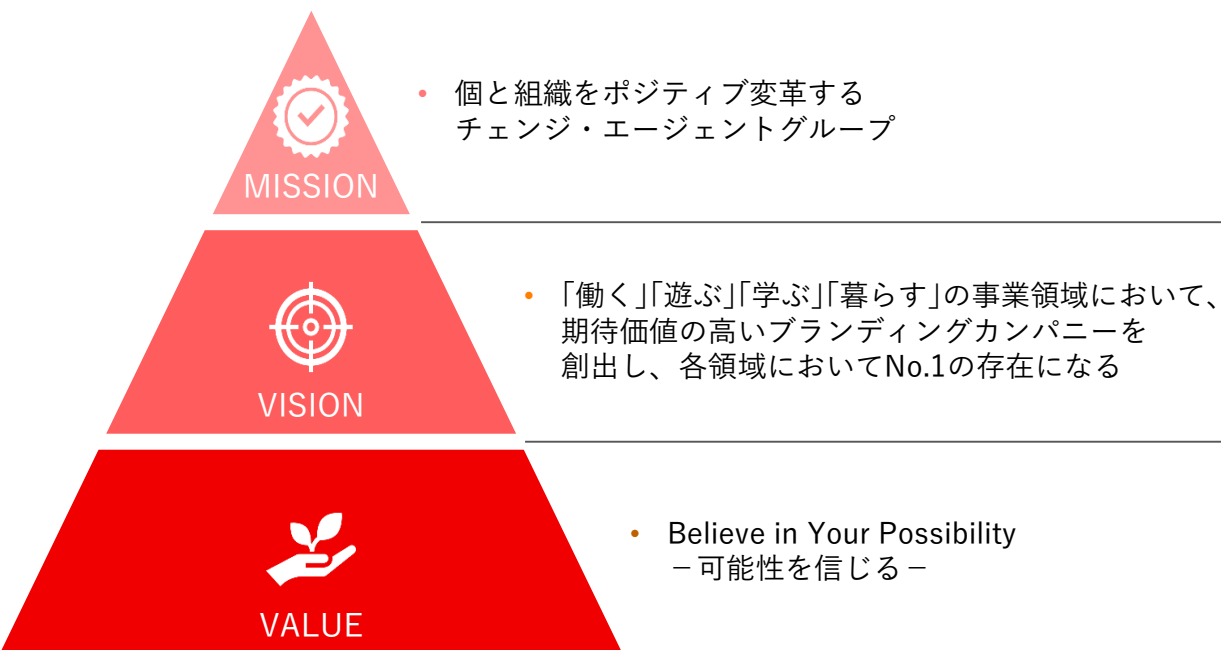 MISSION
• 個と組織をポジティブ変革する
チェンジ・エージェントグループ
VISION
• 「働く」「遊ぶ」「学ぶ」「暮らす」の事業領域において、
期待価値の高いブランディングカンパニーを
創出し、各領域においてNo.1の存在になる
VALUE
• Believe in Your Possibility
－可能性を信じる－